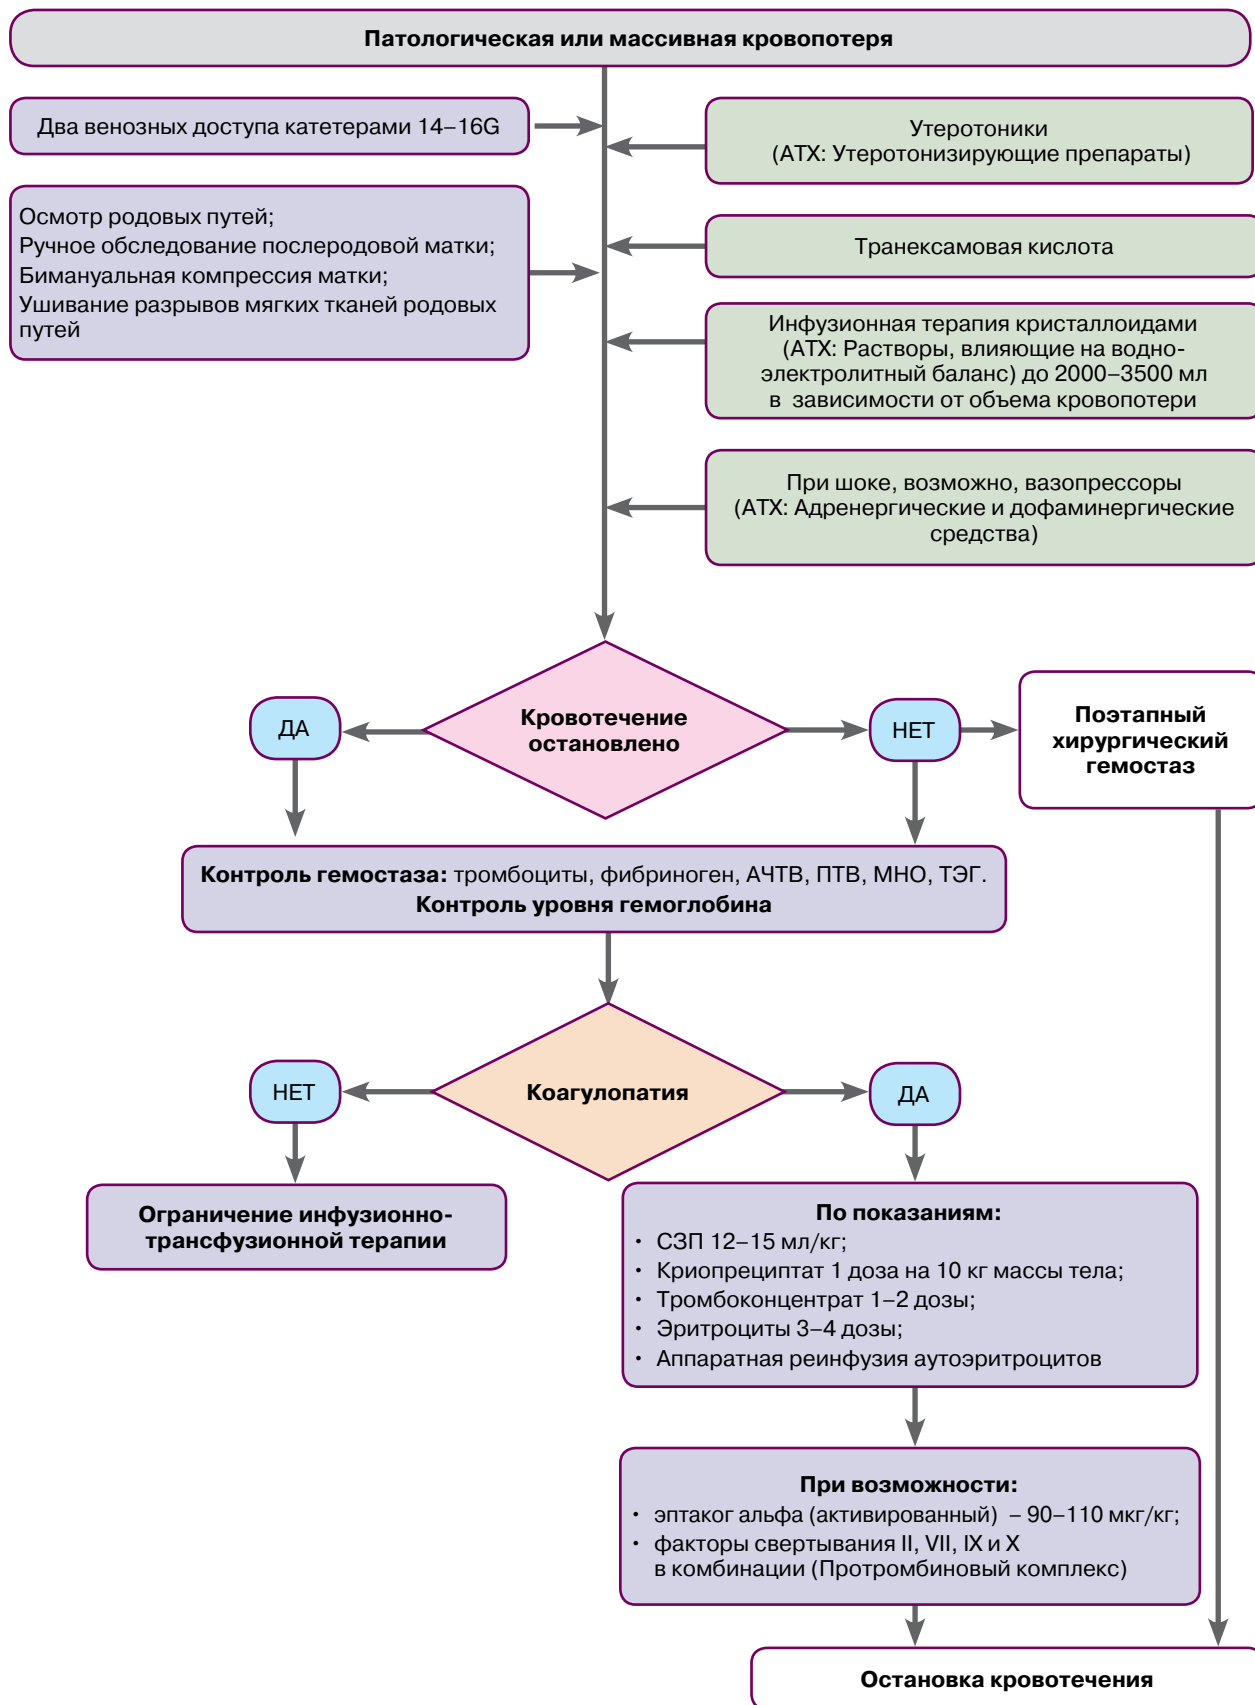 Патологическая или массивная кровопотеря
Два венозных доступа катетерами 14–16G
Утеротоники
(АТХ: Утеротонизирующие препараты)
Осмотр родовых путей;
Ручное обследование послеродовой матки;
Бимануальная компрессия матки;
Ушивание разрывов мягких тканей родовых
путей
Транексамовая кислота
Инфузионная терапия кристаллоидами
(АТХ: Растворы, влияющие на водно-
электролитный баланс) до 2000–3500 мл
в зависимости от объема кровопотери
При шоке, возможно, вазопрессоры
(АТХ: Адренергические и дофаминергические
средства)
Кровотечение
остановлено
ДА
НЕТ
Поэтапный
хирургический
гемостаз
Контроль гемостаза: тромбоциты, фибриноген, АЧТВ, ПТВ, МНО, ТЭГ.
Контроль уровня гемоглобина
Коагулопатия
НЕТ
ДА
Ограничение инфузионно-
трансфузионной терапии
По показаниям:
• СЗП 12–15 мл/кг;
• Криопрециптат 1 доза на 10 кг массы тела;
• Тромбоконцентрат 1–2 дозы;
• Эритроциты 3–4 дозы;
• Аппаратная реинфузия аутоэритроцитов
При возможности:
• эптаког альфа (активированный) – 90–110 мкг/кг;
• факторы свертывания II, VII, IX и X
в комбинации (Протромбиновый комплекс)
Остановка кровотечения